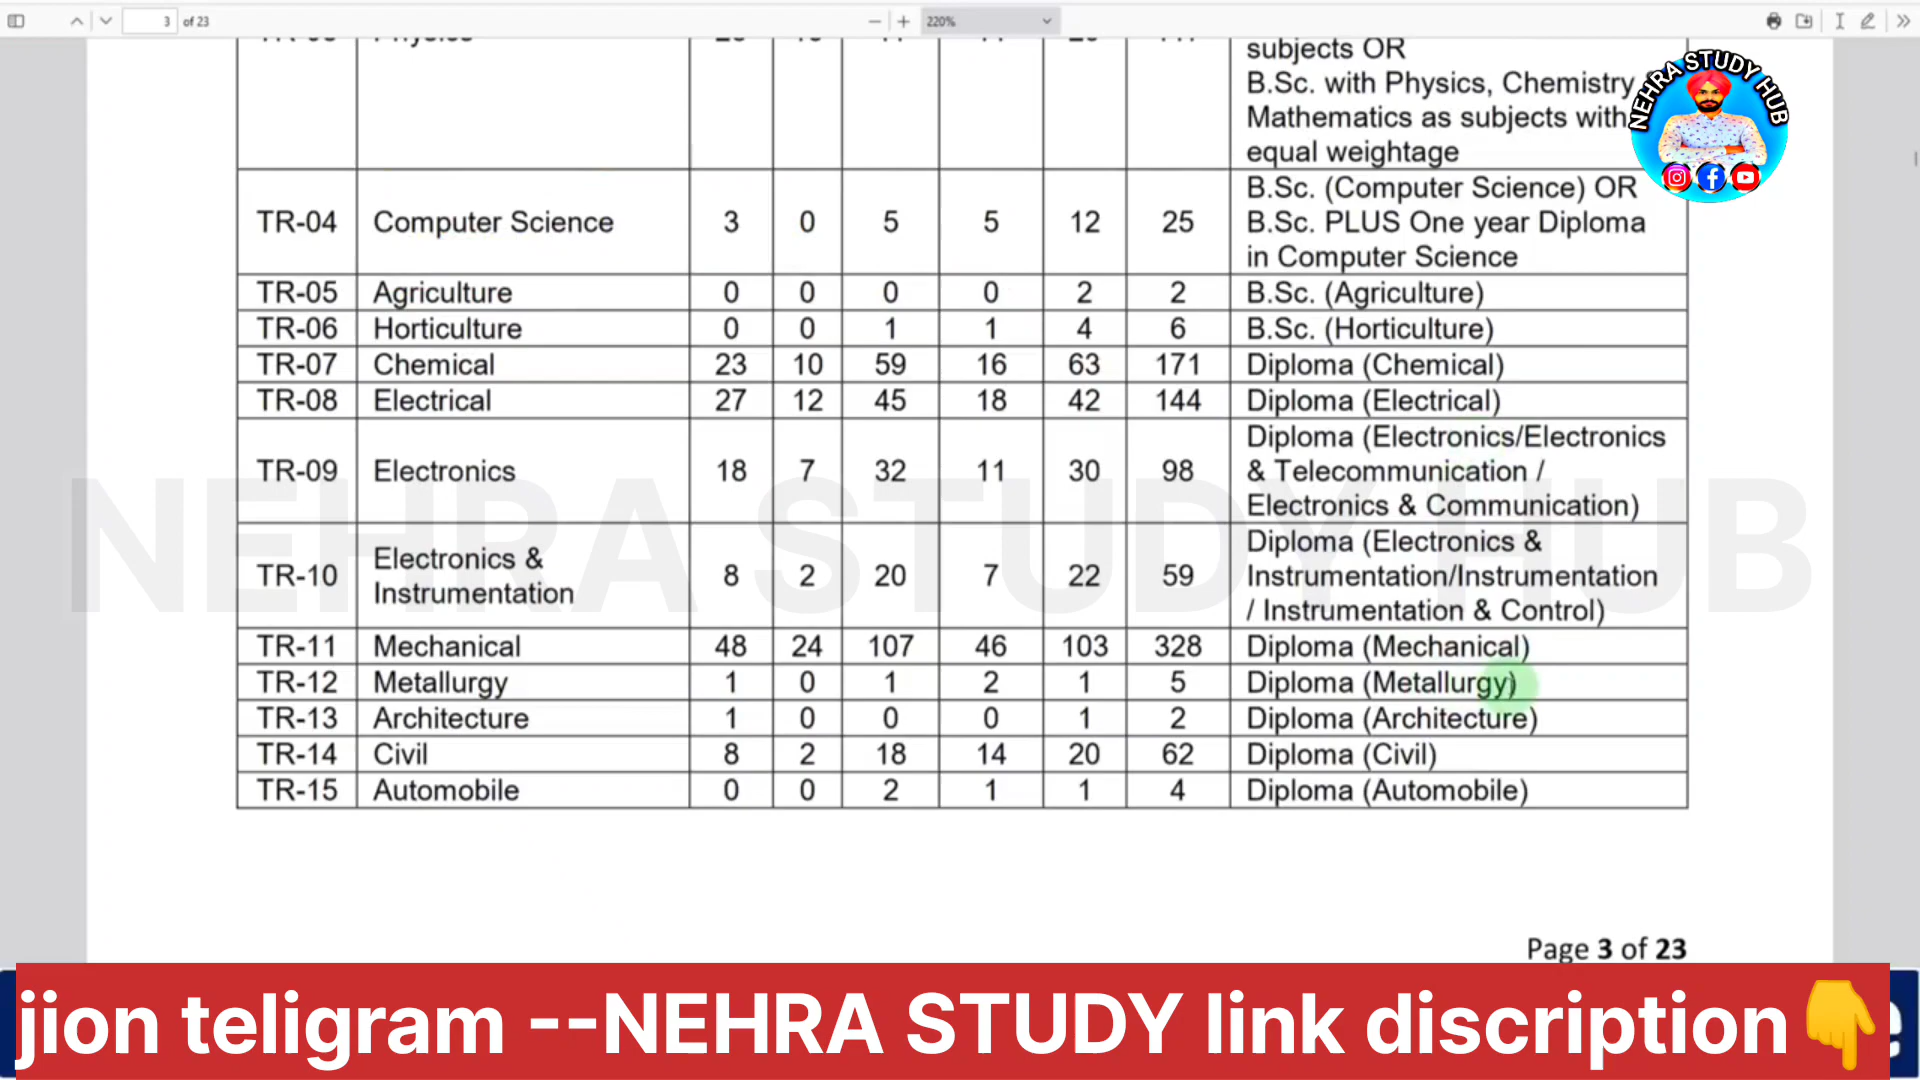 3 of 23
220%
subjects OR
B.Sc. with Physics, Chemistry
Mathematics as subjects with
equal weightage
TR-04 Computer Science 3 0 5 5 12 25 B.Sc. (Computer Science) OR
B.Sc. PLUS One year Diploma
in Computer Science
TR-05 Agriculture 0 0 0 0 2 2 B.Sc. (Agriculture)
TR-06 Horticulture 0 0 1 1 4 6 B.Sc. (Horticulture)
TR-07 Chemical 23 10 59 16 63 171 Diploma (Chemical)
TR-08 Electrical 27 12 45 18 42 144 Diploma (Electrical)
TR-09 Electronics 18 7 32 11 30 98 Diploma (Electronics/Electronics
& Telecommunication /
Electronics & Communication)
TR-10 Electronics &
Instrumentation 8 2 20 7 22 59 Diploma (Electronics &
Instrumentation/Instrumentation
/ Instrumentation & Control)
TR-11 Mechanical 48 24 107 46 103 328 Diploma (Mechanical)
TR-12 Metallurgy 1 0 1 2 1 5 Diploma (Metallurgy)
TR-13 Architecture 1 0 0 0 1 2 Diploma (Architecture)
TR-14 Civil 8 2 18 14 20 62 Diploma (Civil)
TR-15 Automobile 0 0 2 1 1 4 Diploma (Automobile)
Page 3 of 23
NEHRA STUDY HUB
NEHRA STUDY HUB
jion teligram --NEHRA STUDY link discription👇